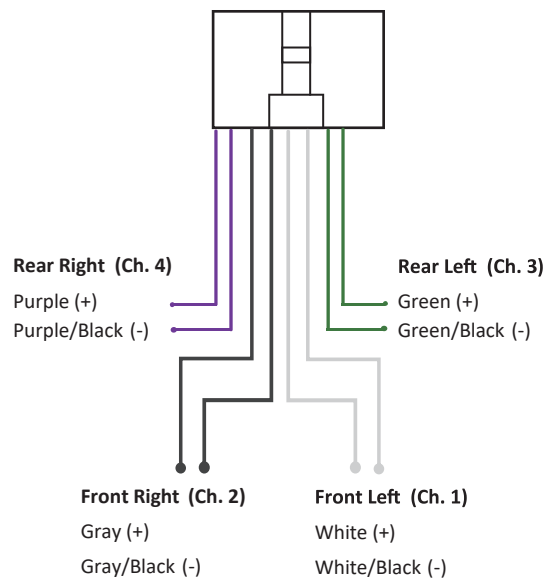 Rear Right (Ch. 4)
Purple (+)
Purple/Black (-)
Rear Left (Ch. 3)
Green (+)
Green/Black (-)
Front Right (Ch. 2)
Gray (+)
Gray/Black (-)
Front Left (Ch. 1)
White (+)
White/Black (-)